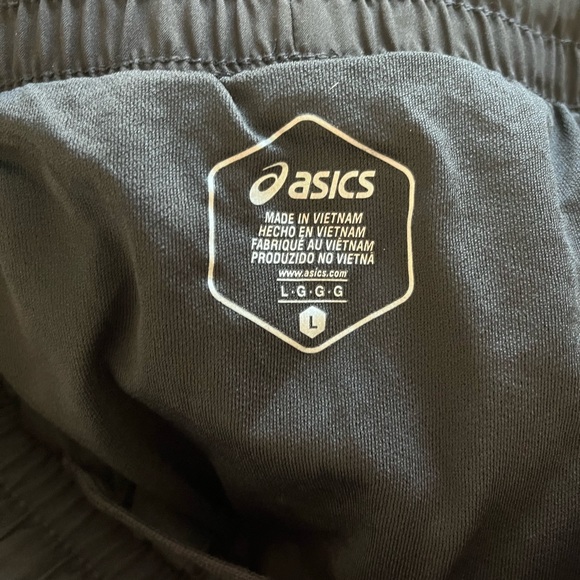 asics
MADE IN VIETNAM
HECHO EN VIETNAM
FABRIQUÉ AU VIÊTNAM
PRODUZIDO NO VIETNÃ
www.asics.com
L·G·G·G
L